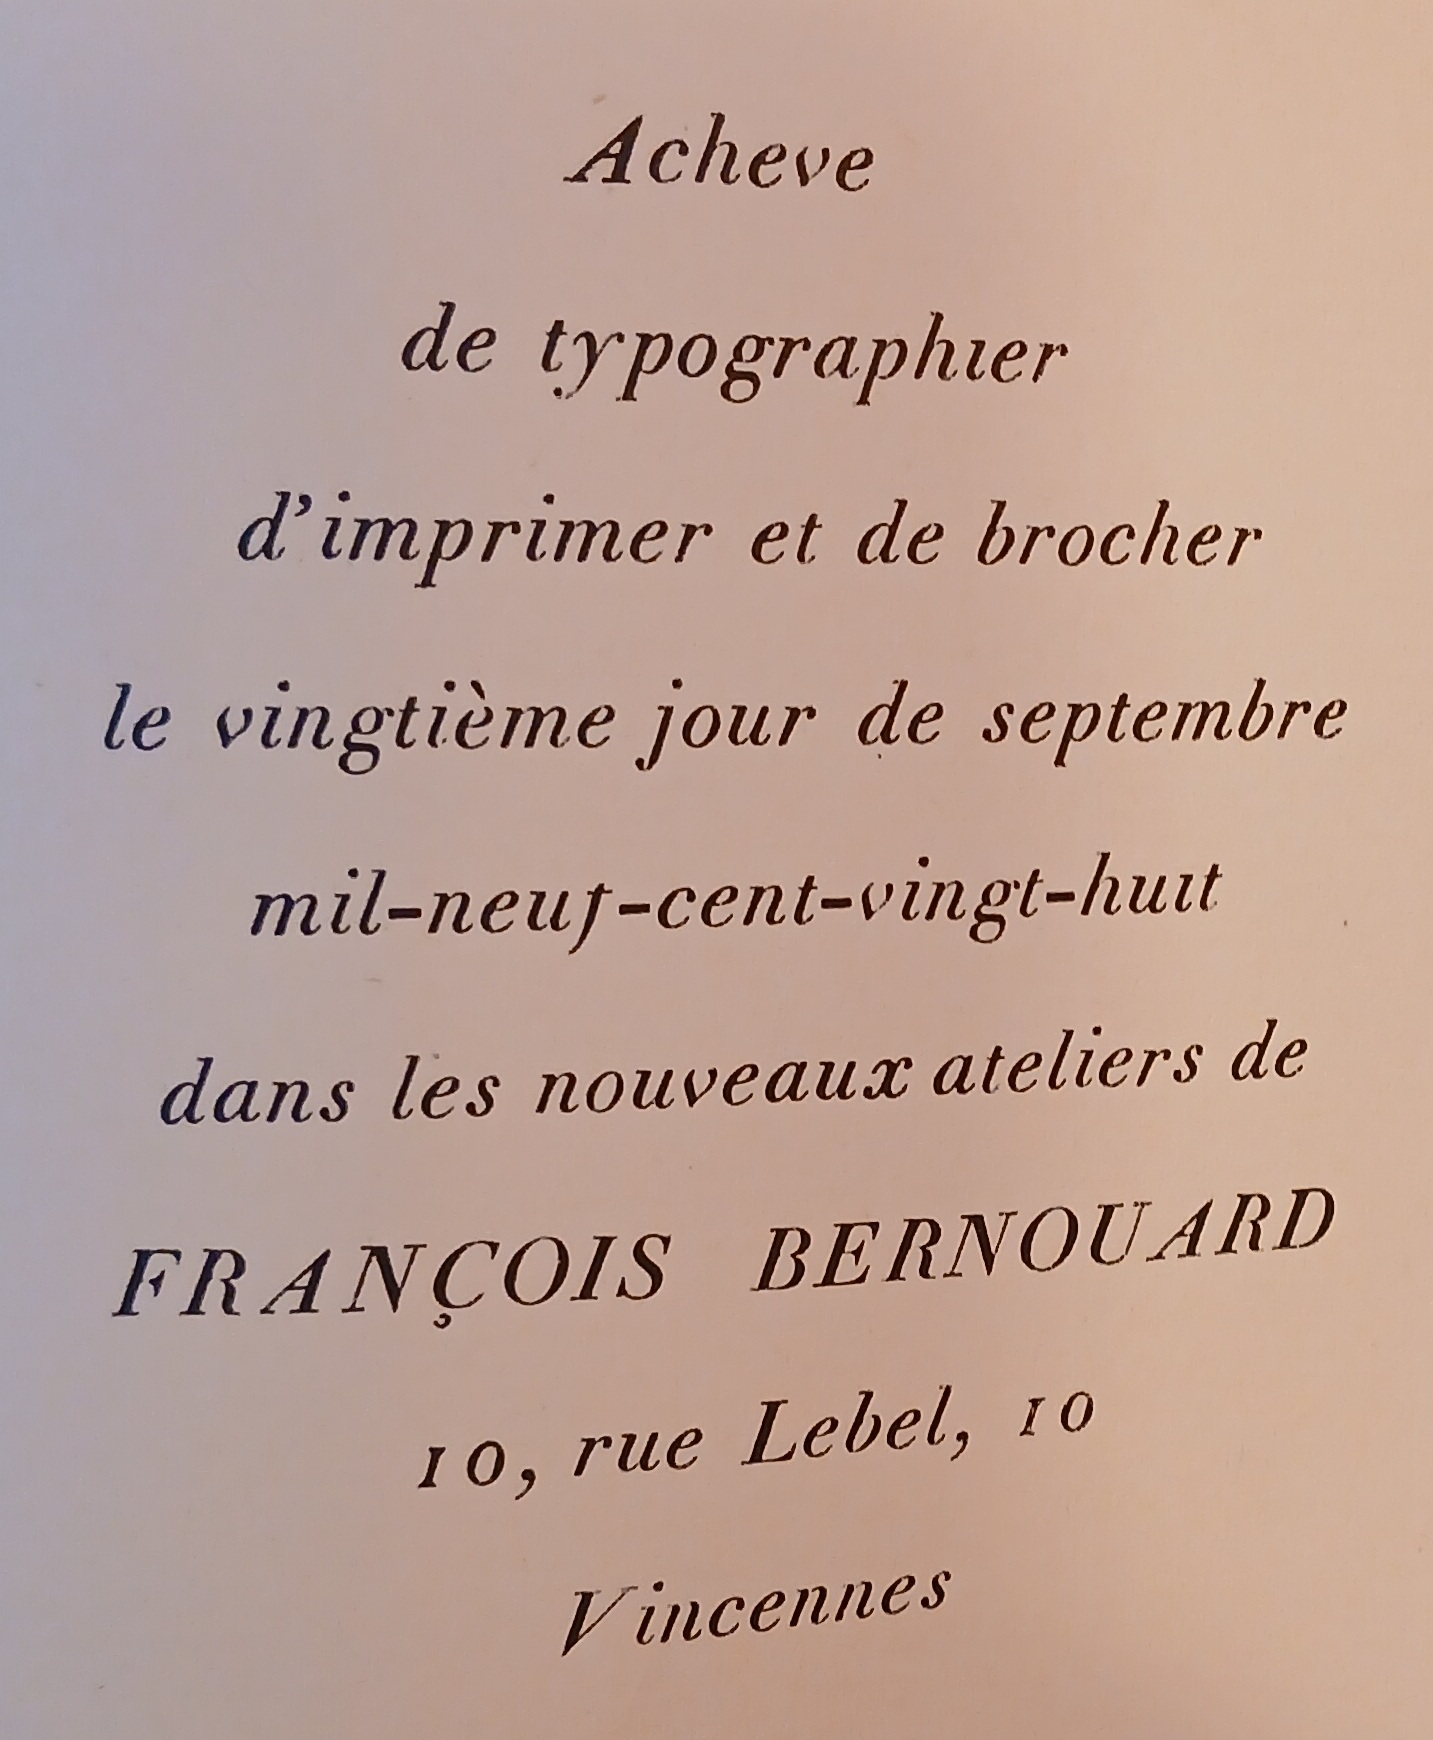 Acheve
de typographier
d'imprimer et de brocher
le vingtième jour de septembre
mil-neuf-cent-vingt-huit
dans les nouveaux ateliers de
FRANÇOIS BERNOUARD
10, rue Lebel, 10
Vincennes